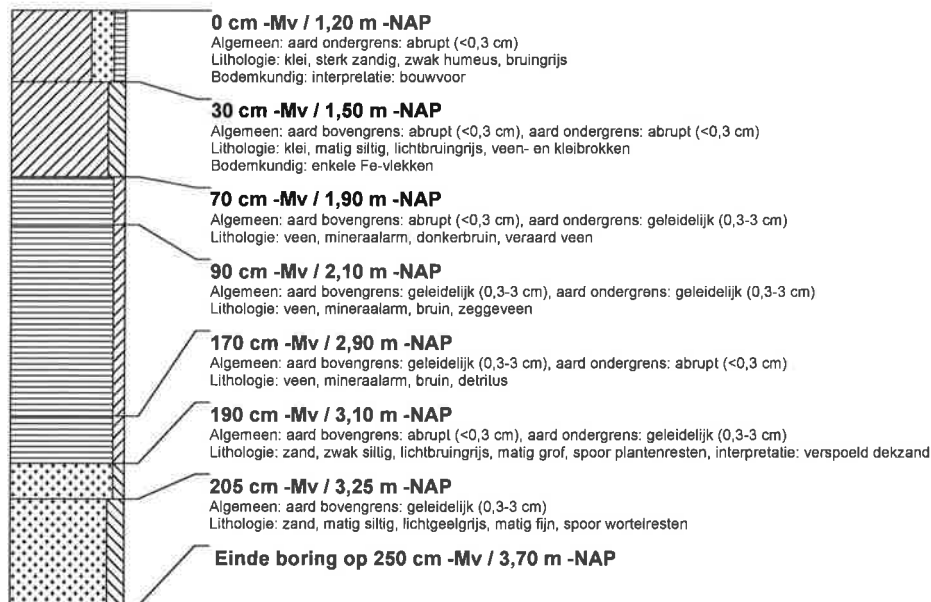 0 cm -Mv / 1,20 m -NAP
Algemeen: aard ondergrens: abrupt (<0,3 cm)
Lithologie: klei, sterk zandig, zwak humeus, bruingrijs
Bodemkundig: interpretatie: bouwvoor
30 cm -Mv / 1,50 m -NAP
Algemeen: aard bovengrens: abrupt (<0,3 cm), aard ondergrens: abrupt (<0,3 cm)
Lithologie: klei, matig siltig, lichtbruingrijs, veen- en kleibrokken
Bodemkundig: enkele Fe-vlekken
70 cm -Mv / 1,90 m -NAP
Algemeen: aard bovengrens: abrupt (<0,3 cm), aard ondergrens: geleidelijk (0,3-3 cm)
Lithologie: veen, mineraalarm, donkerbruin, veraard veen
90 cm -Mv / 2,10 m -NAP
Algemeen: aard bovengrens: geleidelijk (0,3-3 cm), aard ondergrens: geleidelijk (0,3-3 cm)
Lithologie: veen, mineraalarm, bruin, zeggeveen
170 cm -Mv / 2,90 m -NAP
Algemeen: aard bovengrens: geleidelijk (0,3-3 cm), aard ondergrens: abrupt (<0,3 cm)
Lithologie: veen, mineraalarm, bruin, detritus
190 cm -Mv / 3,10 m -NAP
Algemeen: aard bovengrens: abrupt (<0,3 cm), aard ondergrens: geleidelijk (0,3-3 cm)
Lithologie: zand, zwak siltig, lichtbruingrijs, matig grof, spoor plantenresten, interpretatie: verspoeld dekzand
205 cm -Mv / 3,25 m -NAP
Algemeen: aard bovengrens: geleidelijk (0,3-3 cm)
Lithologie: zand, matig siltig, lichtgeelgrijs, matig fijn, spoor wortelresten
Einde boring op 250 cm -Mv / 3,70 m -NAP